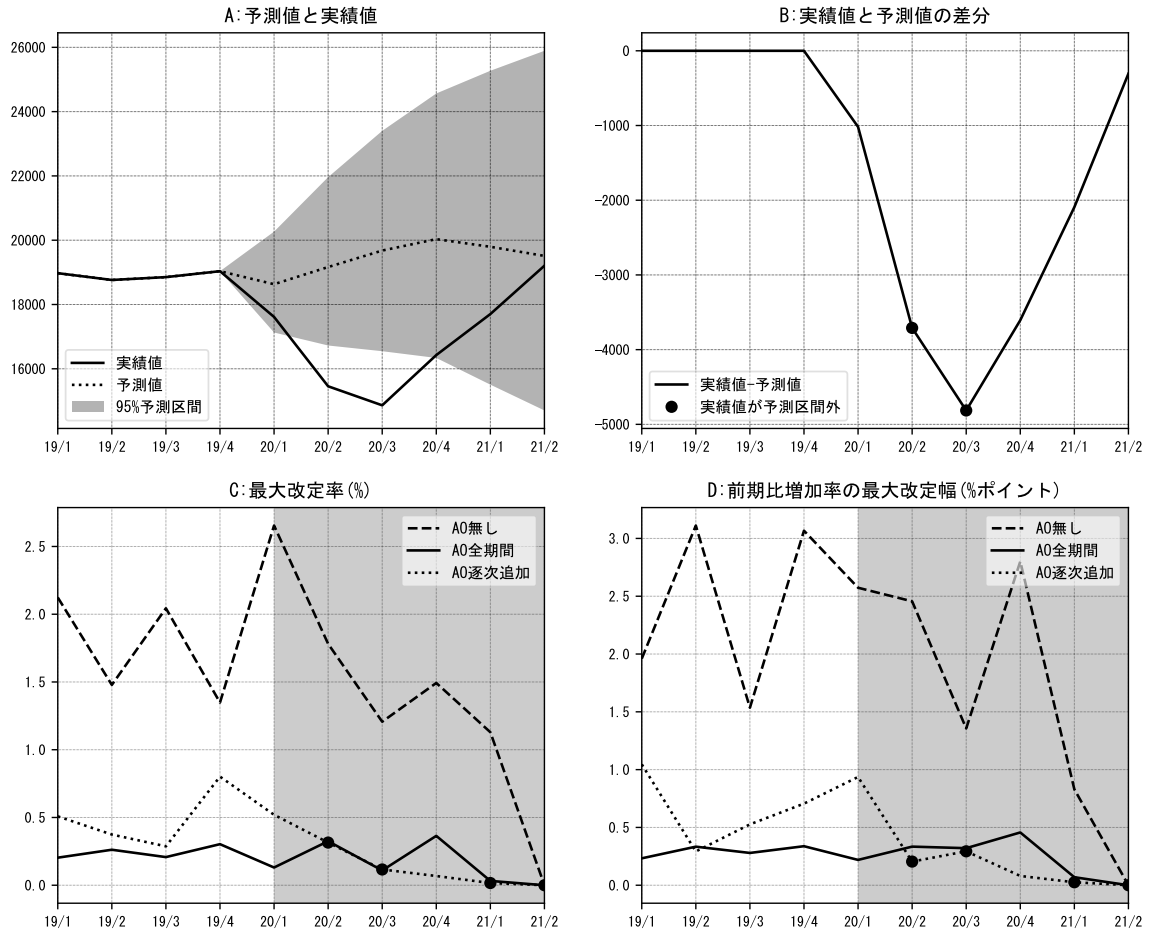 A:予測値と実績値
26000
24000
22000
20000
18000
16000
実績値
予測値
95%予測区間
19/1 19/2 19/3 19/4 20/1 20/2 20/3 20/4 21/1 21/2
B:実績値と予測値の差分
0
-1000
-2000
-3000
-4000
-5000
実績値-予測値
実績値が予測区間外
19/1 19/2 19/3 19/4 20/1 20/2 20/3 20/4 21/1 21/2
C:最大改定率(%)
2.5
2.0
1.5
1.0
0.5
0.0
AO無し
AO全期間
AO逐次追加
19/1 19/2 19/3 19/4 20/1 20/2 20/3 20/4 21/1 21/2
D:前期比増加率の最大改定幅(%ポイント)
3.0
2.5
2.0
1.5
1.0
0.5
0.0
AO無し
AO全期間
AO逐次追加
19/1 19/2 19/3 19/4 20/1 20/2 20/3 20/4 21/1 21/2